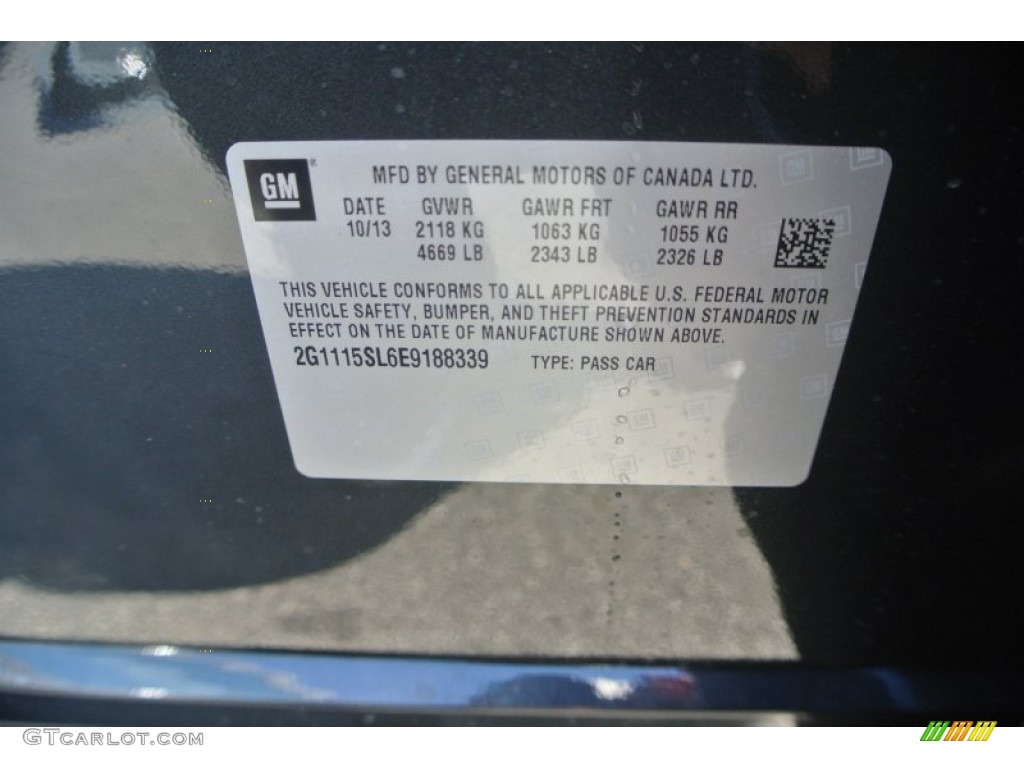 GM
MFD BY GENERAL MOTORS OF CANADA LTD.
DATE GVWR GAWR FRT GAWR RR
10/13 2118 KG 1063 KG 1055 KG
4669 LB 2343 LB 2326 LB
THIS VEHICLE CONFORMS TO ALL APPLICABLE U.S. FEDERAL MOTOR
VEHICLE SAFETY, BUMPER, AND THEFT PREVENTION STANDARDS IN
EFFECT ON THE DATE OF MANUFACTURE SHOWN ABOVE.
2G1115SL6E9188339 TYPE: PASS CAR
GTcarlot.com